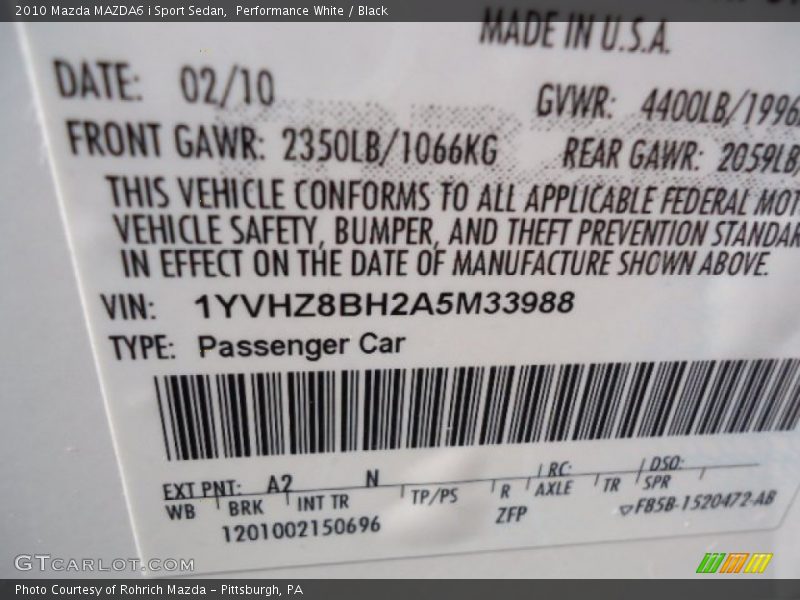 2010 Mazda MAZDA6 i Sport Sedan,  Performance White / Black
MADE IN U.S.A.
DATE: 02/10
GVWR: 4400LB/1996
FRONT GAWR: 2350LB/1066KG
REAR GAWR: 2059LB
THIS VEHICLE CONFORMS TO ALL APPLICABLE FEDERAL MOT
VEHICLE SAFETY, BUMPER, AND THEFT PREVENTION STANDAR
IN EFFECT ON THE DATE OF MANUFACTURE SHOWN ABOVE.
VIN: 1YVHZ8BH2A5M33988
TYPE: Passenger Car
EXT PNT: A2 N RC: DSO:
WB BRK INT TR TP/PS R AXLE TR SPR
1201002150696 ZFP F85B-1520472-AB
GTCARLOT.COM
Photo Courtesy of Rohrich Mazda - Pittsburgh, PA